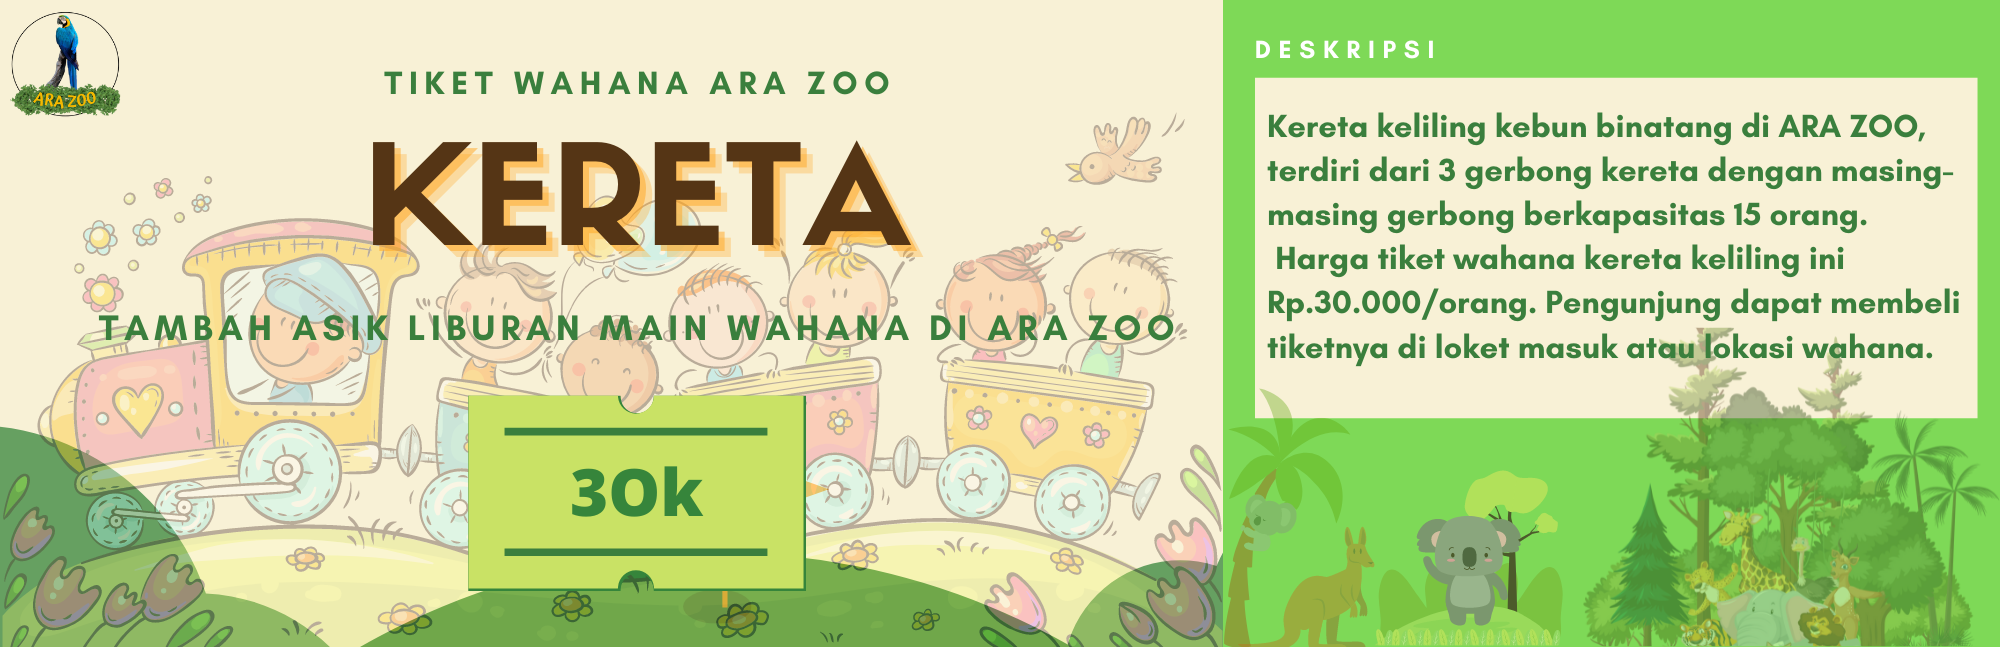 ARA ZOO
TIKET WAHANA ARA ZOO
KERETA
TAMBAH ASIK LIBURAN MAIN WAHANA DI ARA ZOO
30k
DESKRIPSI
Kereta keliling kebun binatang di ARA ZOO,
terdiri dari 3 gerbong kereta dengan masing-
masing gerbong berkapasitas 15 orang.
Harga tiket wahana kereta keliling ini
Rp.30.000/orang. Pengunjung dapat membeli
tiketnya di loket masuk atau lokasi wahana.